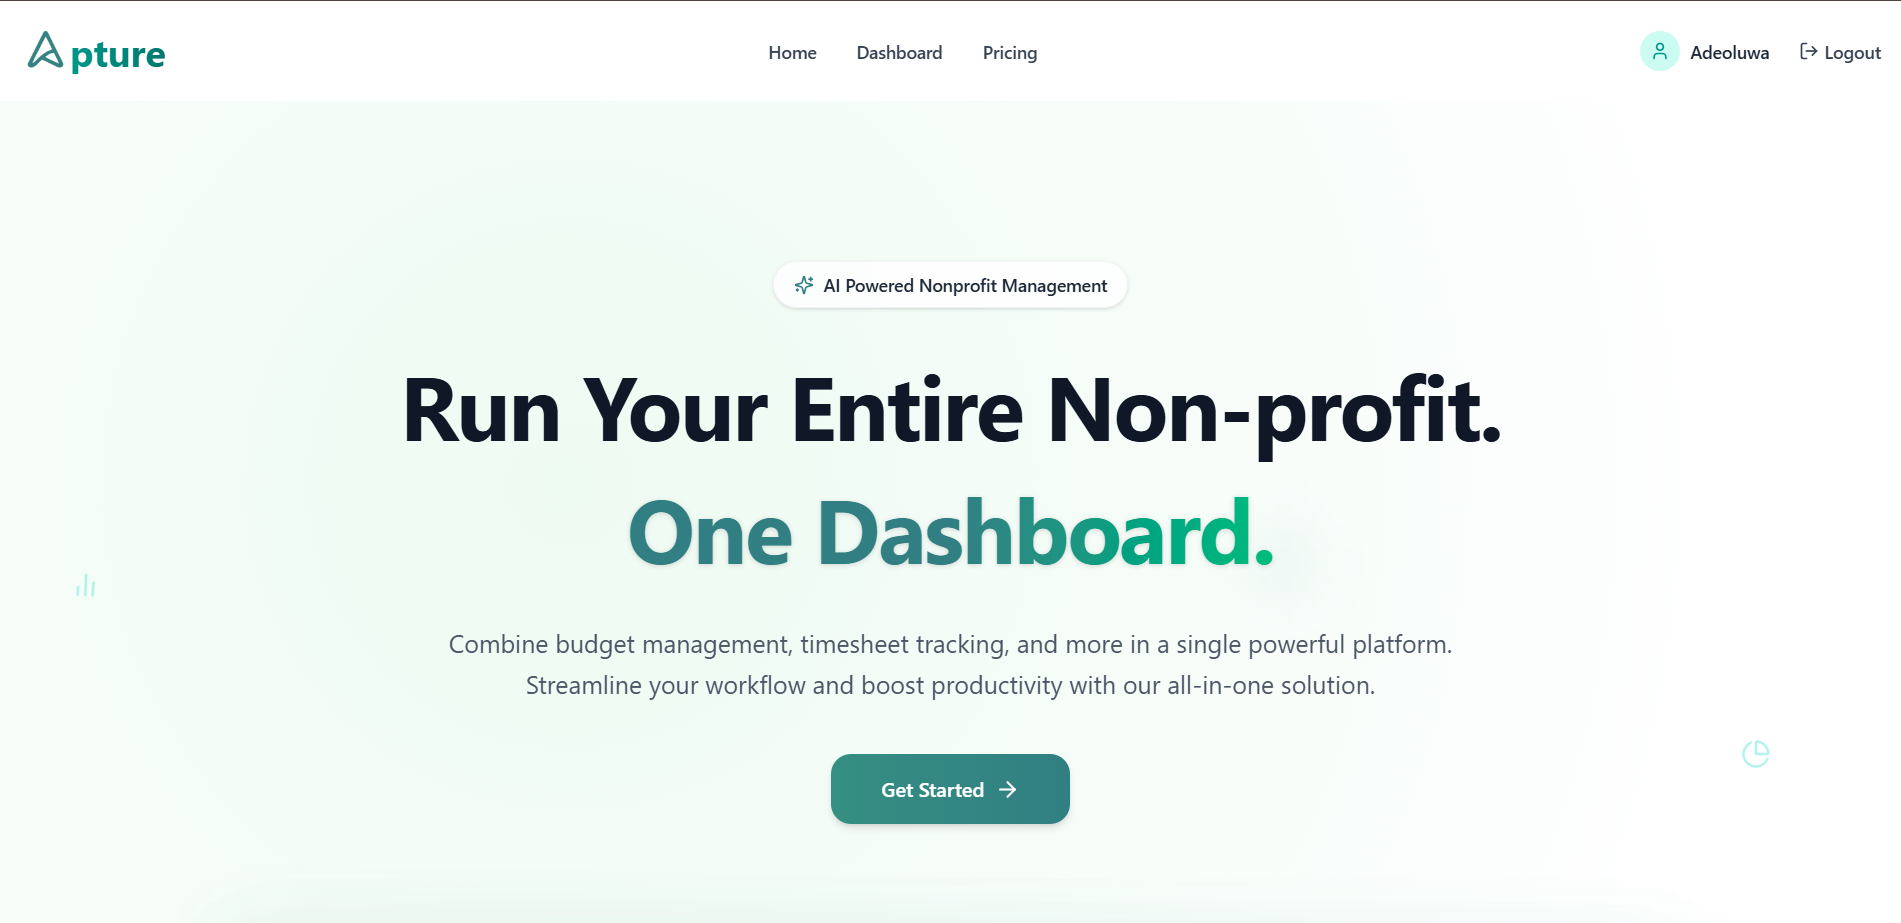 Apture
Home Dashboard Pricing
Adeoluwa Logout
AI Powered Nonprofit Management
Run Your Entire Non-profit.
One Dashboard.
Combine budget management, timesheet tracking, and more in a single powerful platform.
Streamline your workflow and boost productivity with our all-in-one solution.
Get Started